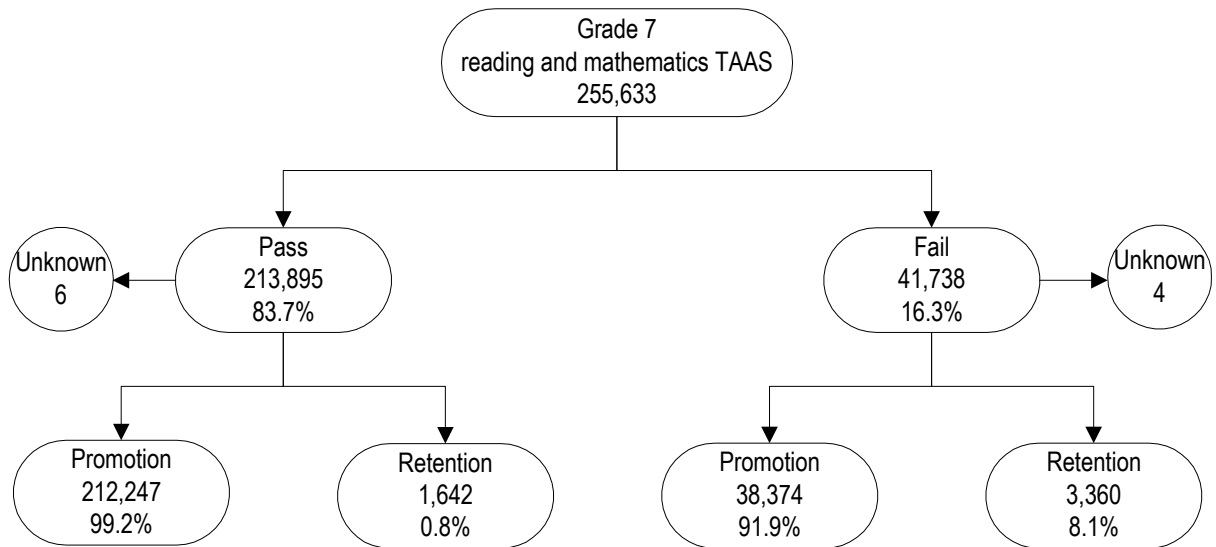 Grade 7
reading and mathematics TAAS
255,633
Unknown
6
Pass
213,895
83.7%
Fail
41,738
16.3%
Unknown
4
Promotion
212,247
99.2%
Retention
1,642
0.8%
Promotion
38,374
91.9%
Retention
3,360
8.1%